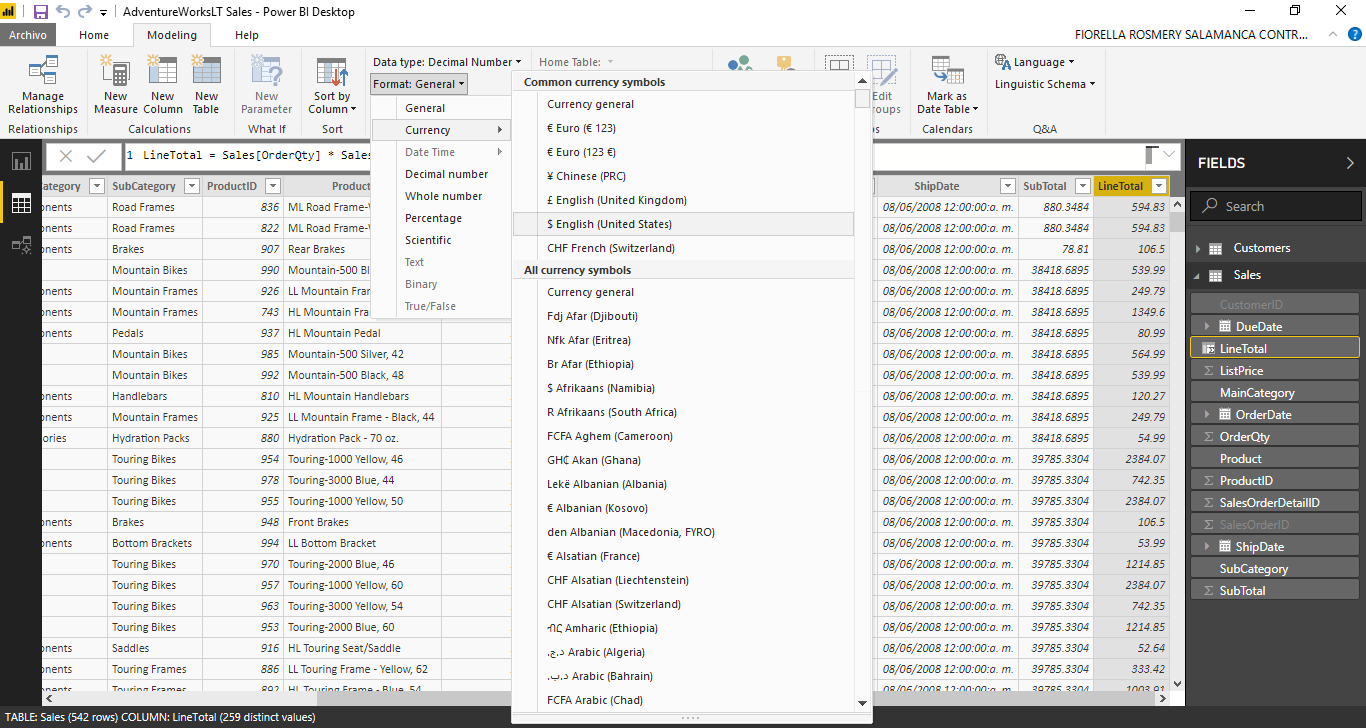 AdventureWorksLT Sales - Power BI Desktop
Archivo Home Modeling Help FIORELLA ROSMERY SALAMANCA CONTR...
Manage Relationships
Relationships
New Measure
New Column
New Table
Calculations
New Parameter
What If
Sort by Column
Sort
Data type: Decimal Number
Home Table:
Format: General
Mark as Date Table
Calendars
Language
Linguistic Schema
Q&A
General
Currency
Date Time
Decimal number
Whole number
Percentage
Scientific
Text
Binary
True/False
Common currency symbols
Currency general
€ Euro (€ 123)
€ Euro (123 €)
¥ Chinese (PRC)
£ English (United Kingdom)
$ English (United States)
CHF French (Switzerland)
All currency symbols
Currency general
Fdj Afar (Djibouti)
Nfk Afar (Eritrea)
Br Afar (Ethiopia)
$ Afrikaans (Namibia)
R Afrikaans (South Africa)
FCFA Aghem (Cameroon)
GH₵ Akan (Ghana)
Lekë Albanian (Albania)
€ Albanian (Kosovo)
den Albanian (Macedonia, FYRO)
€ Alsatian (France)
CHF Alsatian (Liechtenstein)
CHF Alsatian (Switzerland)
ብር Amharic (Ethiopia)
د.ج.‏ Arabic (Algeria)
د.ب.‏ Arabic (Bahrain)
FCFA Arabic (Chad)
1 LineTotal = Sales[OrderQty] * Sales
ategory SubCategory ProductID Product ShipDate SubTotal LineTotal
onents Road Frames 836 ML Road Frame-W 08/06/2008 12:00:00:a. m. 880.3484 594.83
onents Road Frames 822 ML Road Frame-W 08/06/2008 12:00:00:a. m. 880.3484 594.83
onents Brakes 907 Rear Brakes 08/06/2008 12:00:00:a. m. 78.81 106.5
Mountain Bikes 990 Mountain-500 Bl 08/06/2008 12:00:00:a. m. 38418.6895 539.99
onents Mountain Frames 926 LL Mountain Fra 08/06/2008 12:00:00:a. m. 38418.6895 249.79
onents Mountain Frames 743 HL Mountain Fra 08/06/2008 12:00:00:a. m. 38418.6895 1349.6
onents Pedals 937 HL Mountain Pedal 08/06/2008 12:00:00:a. m. 38418.6895 80.99
Mountain Bikes 985 Mountain-500 Silver, 42 08/06/2008 12:00:00:a. m. 38418.6895 564.99
Mountain Bikes 992 Mountain-500 Black, 48 08/06/2008 12:00:00:a. m. 38418.6895 539.99
onents Handlebars 810 HL Mountain Handlebars 08/06/2008 12:00:00:a. m. 38418.6895 120.27
onents Mountain Frames 925 LL Mountain Frame - Black, 44 08/06/2008 12:00:00:a. m. 38418.6895 249.79
ories Hydration Packs 880 Hydration Pack - 70 oz. 08/06/2008 12:00:00:a. m. 38418.6895 54.99
Touring Bikes 954 Touring-1000 Yellow, 46 08/06/2008 12:00:00:a. m. 39785.3304 2384.07
Touring Bikes 978 Touring-3000 Blue, 44 08/06/2008 12:00:00:a. m. 39785.3304 742.35
Touring Bikes 955 Touring-1000 Yellow, 50 08/06/2008 12:00:00:a. m. 39785.3304 2384.07
onents Brakes 948 Front Brakes 08/06/2008 12:00:00:a. m. 39785.3304 106.5
onents Bottom Brackets 994 LL Bottom Bracket 08/06/2008 12:00:00:a. m. 39785.3304 53.99
Touring Bikes 970 Touring-2000 Blue, 46 08/06/2008 12:00:00:a. m. 39785.3304 1214.85
Touring Bikes 957 Touring-1000 Yellow, 60 08/06/2008 12:00:00:a. m. 39785.3304 2384.07
Touring Bikes 963 Touring-3000 Yellow, 54 08/06/2008 12:00:00:a. m. 39785.3304 742.35
Touring Bikes 953 Touring-2000 Blue, 60 08/06/2008 12:00:00:a. m. 39785.3304 1214.85
onents Saddles 916 HL Touring Seat/Saddle 08/06/2008 12:00:00:a. m. 39785.3304 52.64
onents Touring Frames 886 LL Touring Frame - Yellow, 62 08/06/2008 12:00:00:a. m. 39785.3304 333.42
onents Touring Frames 892 HL Touring Frame - Blue, 54 08/06/2008 12:00:00:a. m. 39785.3304 1003.91
FIELDS
Search
Customers
Sales
CustomerID
DueDate
LineTotal
ListPrice
MainCategory
OrderDate
OrderQty
Product
ProductID
SalesOrderDetailID
SalesOrderID
ShipDate
SubCategory
SubTotal
TABLE: Sales (542 rows) COLUMN: LineTotal (259 distinct values)